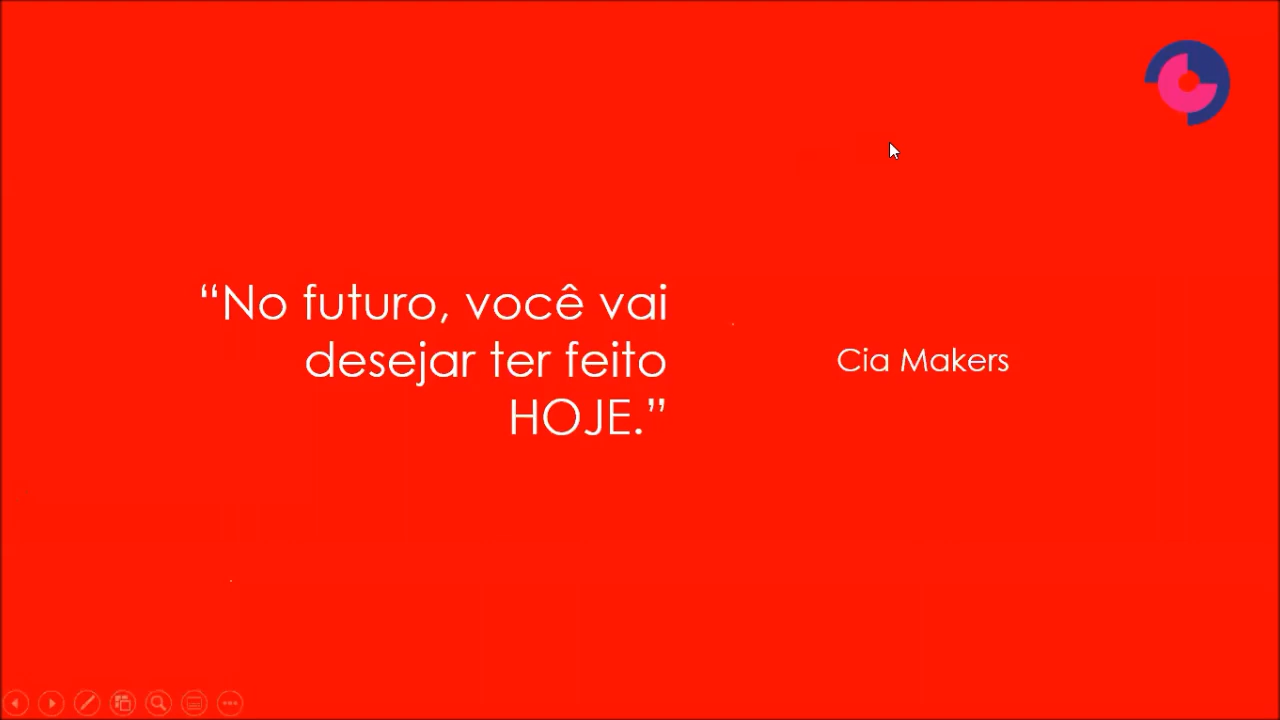 “No futuro, você vai
desejar ter feito
HOJE.”
Cia Makers